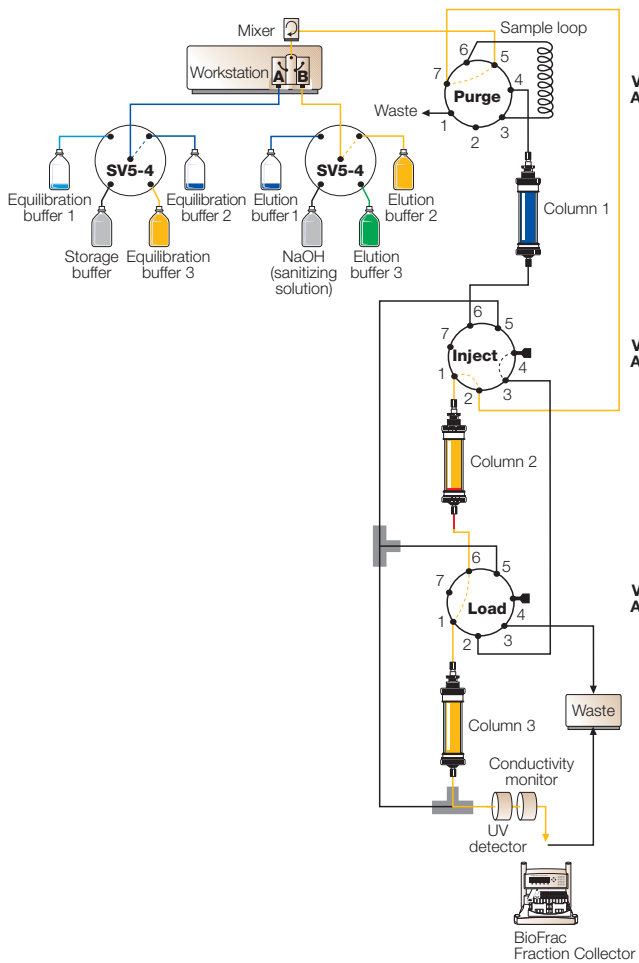 Mixer
Sample loop
6
5
7
4
Workstation
A
B
Purge
V
A
Waste
1
3
2
SV5-4
SV5-4
Equilibration
buffer 1
Equilibration
buffer 2
Elution
buffer 1
Elution
buffer 2
Column 1
Storage
buffer
Equilibration
buffer 3
NaOH
(sanitizing
solution)
Elution
buffer 3
6
5
7
Inject
V
A
4
1
3
2
Column 2
6
5
7
Load
V
A
4
1
3
2
Waste
Column 3
Conductivity
monitor
UV
detector
BioFrac
Fraction Collector